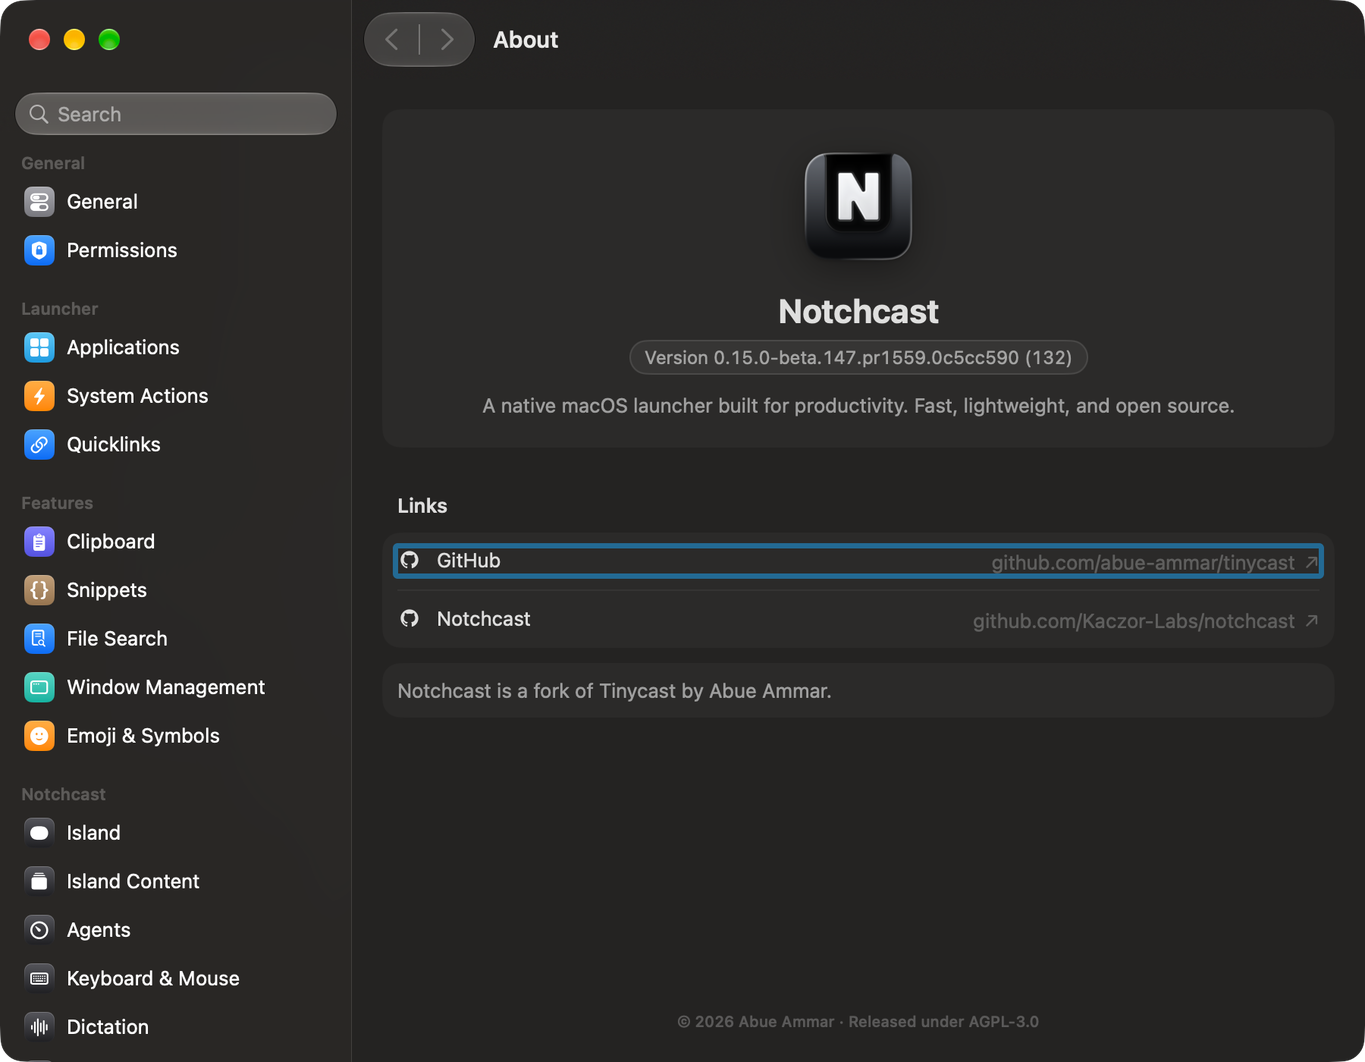 About
Search
General
General
Permissions
Launcher
Applications
System Actions
Quicklinks
Features
Clipboard
Snippets
File Search
Window Management
Emoji & Symbols
Notchcast
Island
Island Content
Agents
Keyboard & Mouse
Dictation
N
Notchcast
Version 0.15.0-beta.147.pr1559.0c5cc590 (132)
A native macOS launcher built for productivity. Fast, lightweight, and open source.
Links
GitHub github.com/abue-ammar/tinycast ↗
Notchcast github.com/Kaczor-Labs/notchcast ↗
Notchcast is a fork of Tinycast by Abue Ammar.
© 2026 Abue Ammar · Released under AGPL-3.0